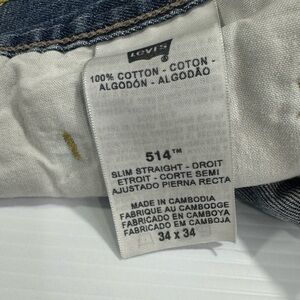 LEVI'S
100% COTTON - COTON -
ALGODÓN - ALGODÃO
514™
SLIM STRAIGHT - DROIT
ETROIT - CORTE SEMI
AJUSTADO PIERNA RECTA
MADE IN CAMBODIA
FABRIQUE AU CAMBODGE
FABRICADO EN CAMBOYA
FABRICADO EM CAMBOJA
34 x 34